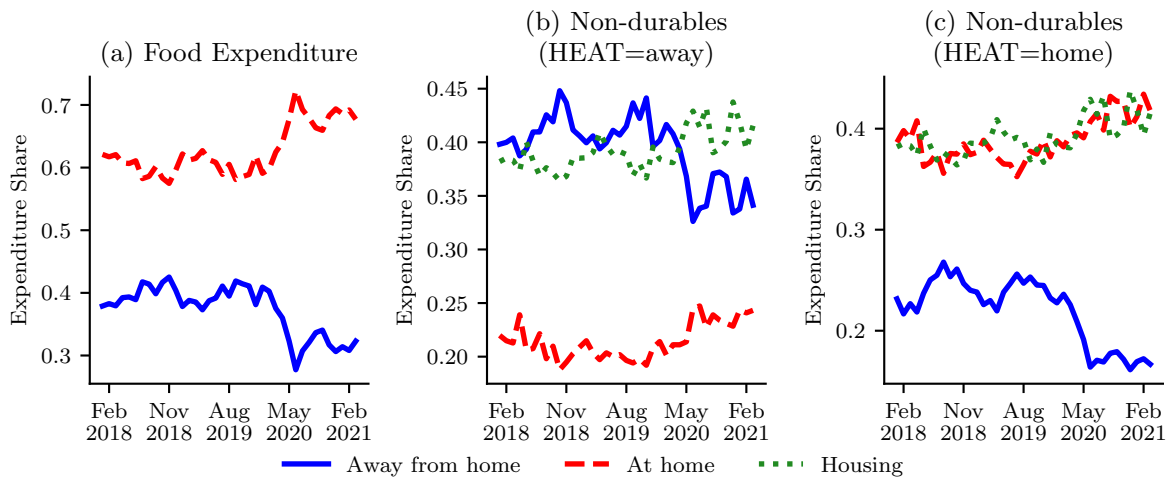 (a) Food Expenditure
Expenditure Share
0.7
0.6
0.5
0.4
0.3
Feb Nov Aug May Feb
2018 2018 2019 2020 2021
(b) Non-durables
(HEAT=away)
Expenditure Share
0.45
0.40
0.35
0.30
0.25
0.20
Feb Nov Aug May Feb
2018 2018 2019 2020 2021
(c) Non-durables
(HEAT=home)
Expenditure Share
0.4
0.3
0.2
Feb Nov Aug May Feb
2018 2018 2019 2020 2021
Away from home At home Housing